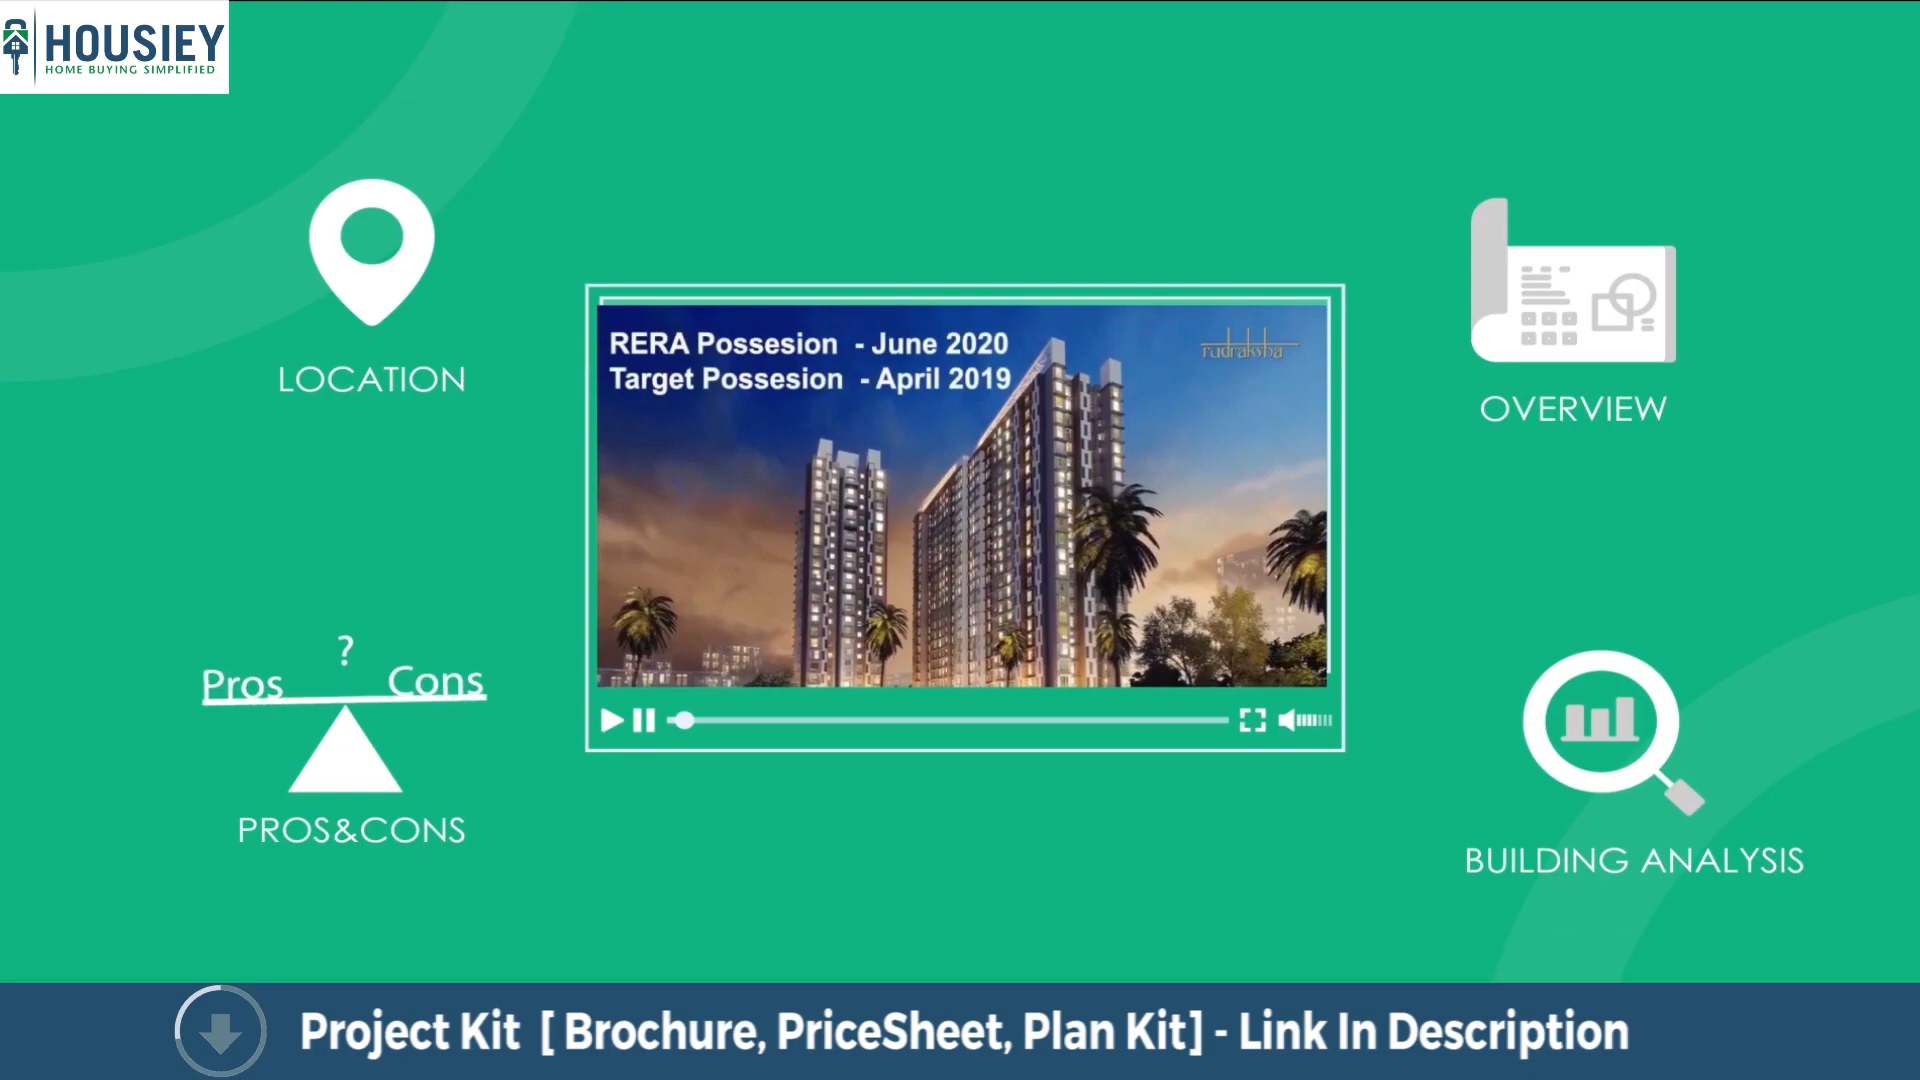 HOUSIEY
HOME BUYING SIMPLIFIED
LOCATION
RERA Possesion - June 2020
Target Possesion - April 2019
rudraksha
OVERVIEW
?
Pros Cons
PROS&CONS
BUILDING ANALYSIS
Project Kit [ Brochure, PriceSheet, Plan Kit] - Link In Description